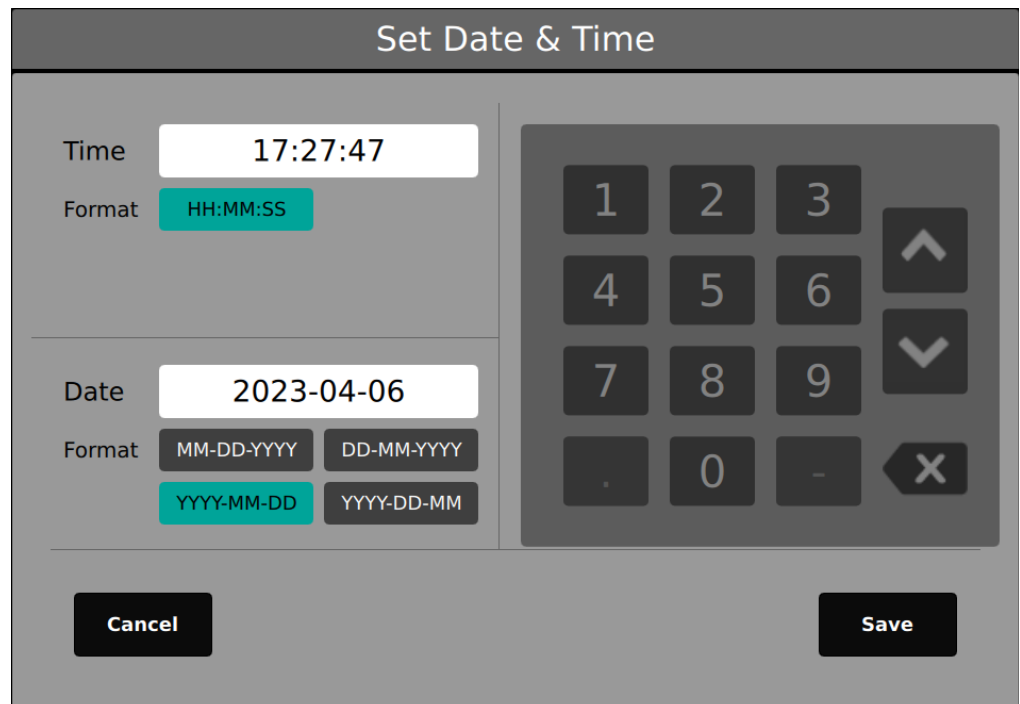 Set Date & Time
Time 17:27:47
Format HH:MM:SS
Date 2023-04-06
Format MM-DD-YYYY DD-MM-YYYY
YYYY-MM-DD YYYY-DD-MM
1 2 3
4 5 6
7 8 9
. 0 -
Cancel Save